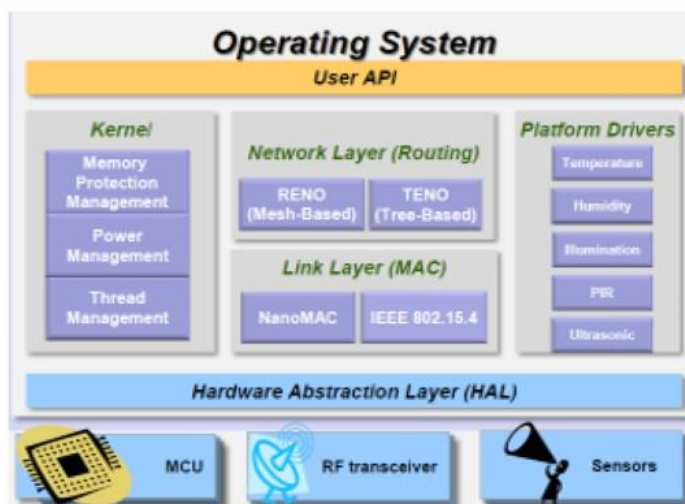 Operating System
User API
Kernel
Memory
Protection
Management
Power
Management
Thread
Management
Network Layer (Routing)
RENO
(Mesh-Based)
TENO
(Tree-Based)
Link Layer (MAC)
NanoMAC
IEEE 802.15.4
Platform Drivers
Temperature
Humidity
Illumination
PIR
Ultrasonic
Hardware Abstraction Layer (HAL)
MCU
RF transceiver
Sensors